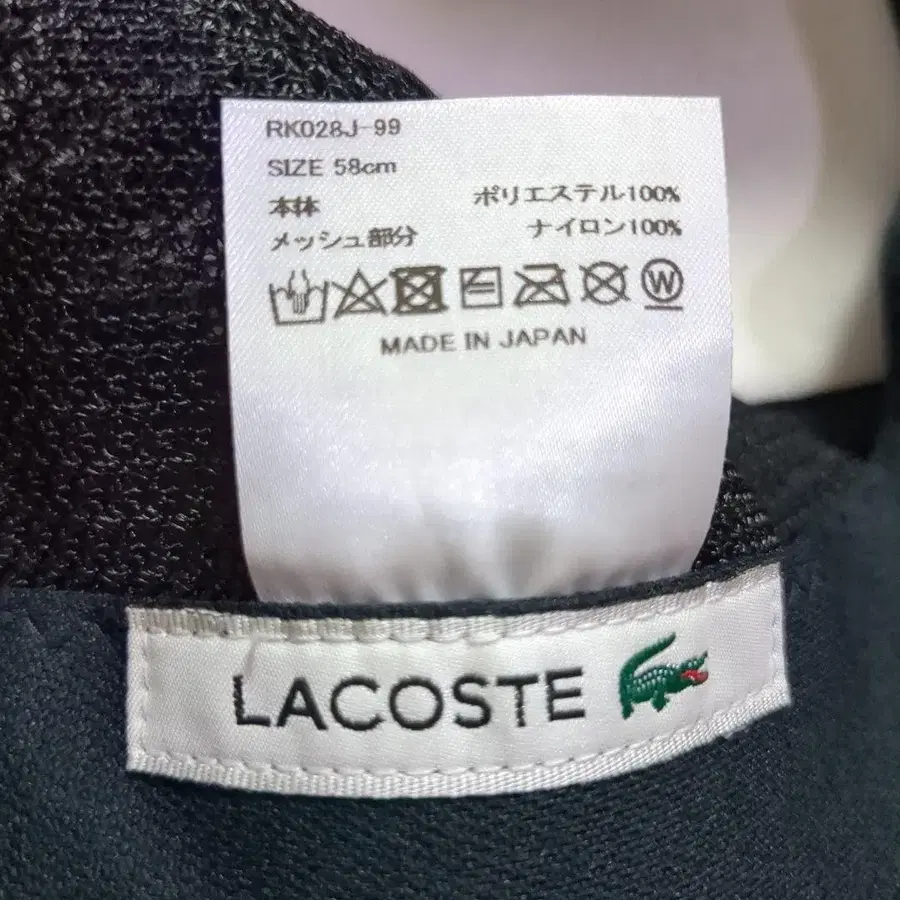 RK028J-99
SIZE 58cm
本体 ポリエステル100%
メッシュ部分 ナイロン100%
W
MADE IN JAPAN
LACOSTE